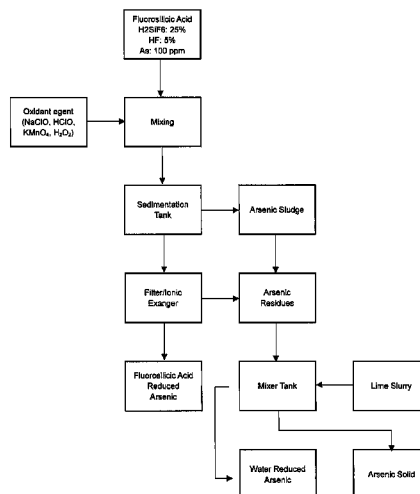 Fluorosilicic Acid
H2SiF6: 25%
HF: 5%
As: 100 ppm
Oxidant agent
(NaClO, HClO,
KMnO₄, H₂O₂)
Mixing
Sedimentation
Tank
Arsenic Sludge
Filter/Ionic
Exanger
Arsenic
Residues
Fluorosilicic Acid
Reduced
Arsenic
Mixer Tank
Lime Slurry
Water Reduced
Arsenic
Arsenic Solid